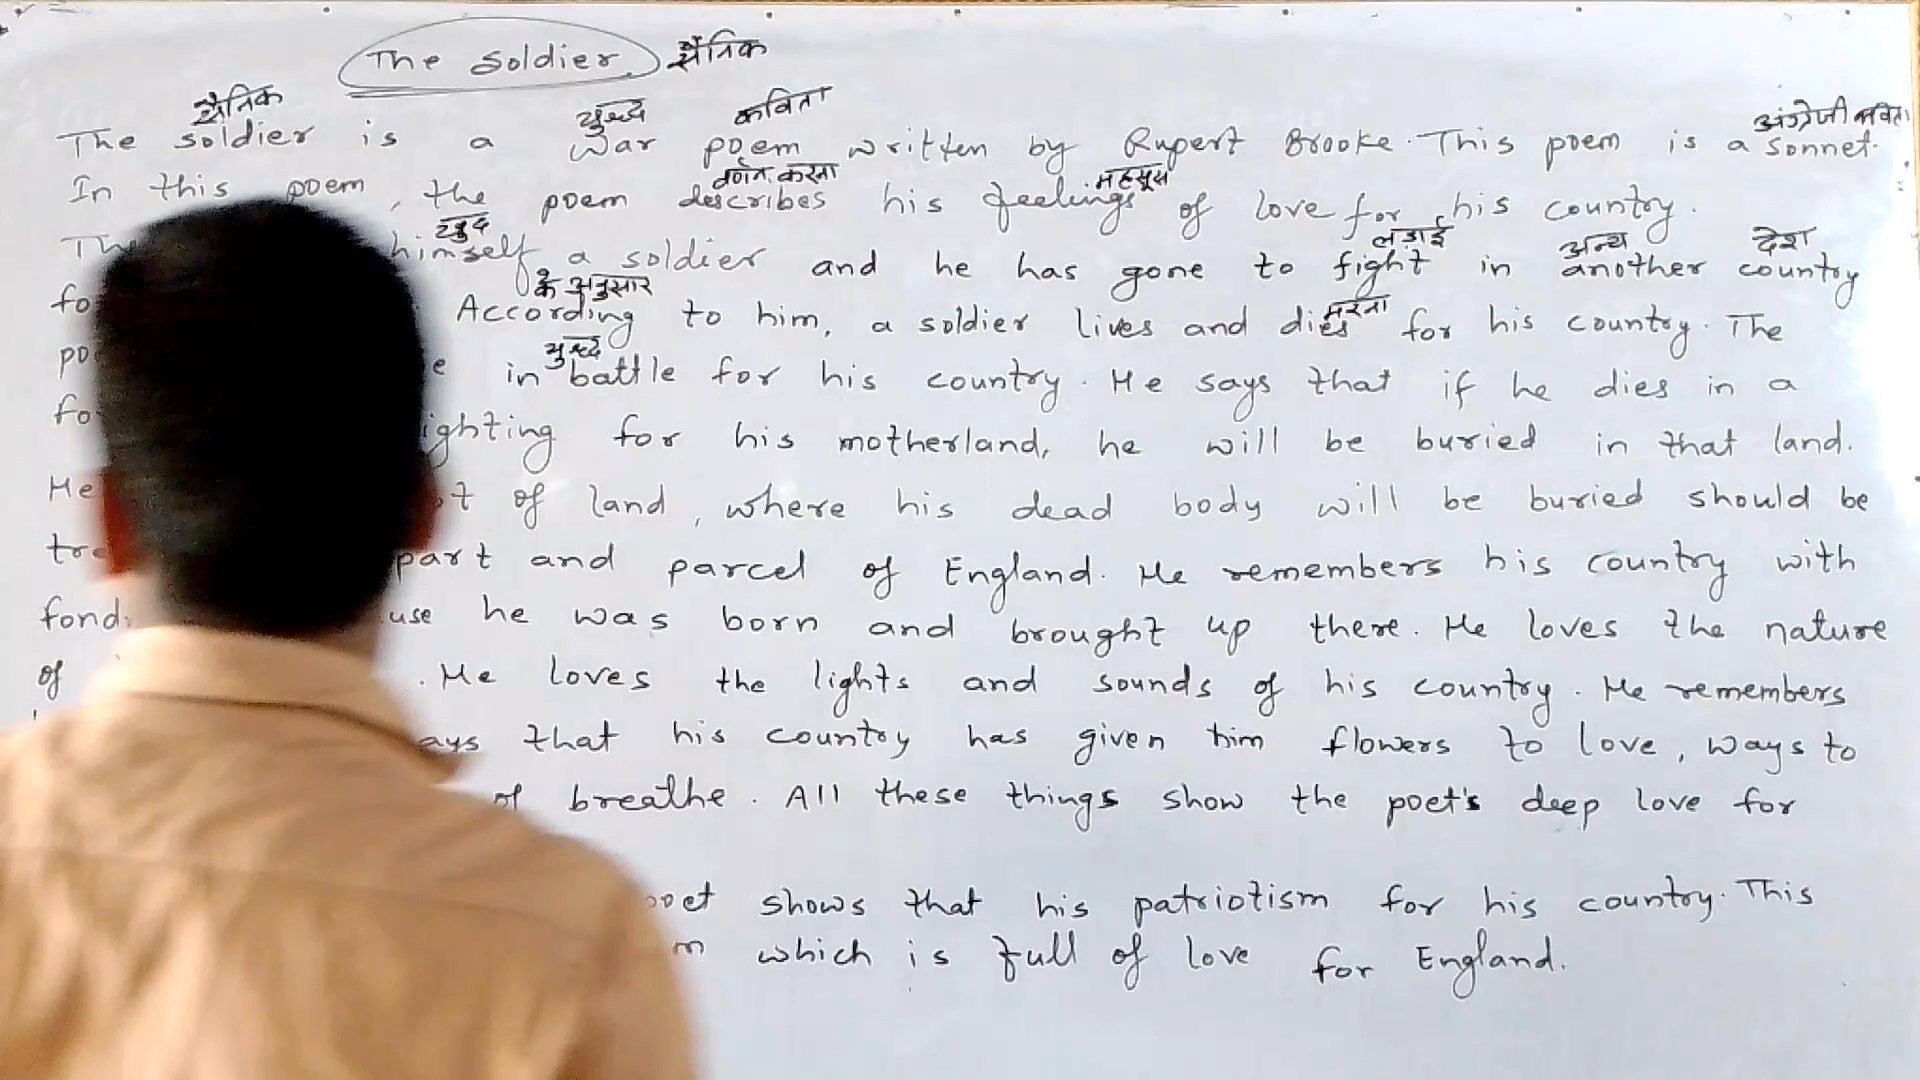 The Soldier सैनिक
सैनिक युद्ध कविता अंग्रेजी कविता
The soldier is a war poem written by Rupert Brooke. This poem is a sonnet.
वर्णन करना महसूस
In this poem, the poem describes his feelings of love for his country.
खुद लड़ाई अन्य देश
The himself a soldier and he has gone to fight in another country
के अनुसार मरना
According to him, a soldier lives and dies for his country. The
युद्ध
in battle for his country. He says that if he dies in a
ighting for his motherland, he will be buried in that land.
He of land, where his dead body will be buried should be
part and parcel of England. He remembers his country with
use he was born and brought up there. He loves the nature
of . He loves the lights and sounds of his country. He remembers
ays that his country has given him flowers to love, ways to
of breathe. All these things show the poet's deep love for
oet shows that his patriotism for his country. This
m which is full of love for England.